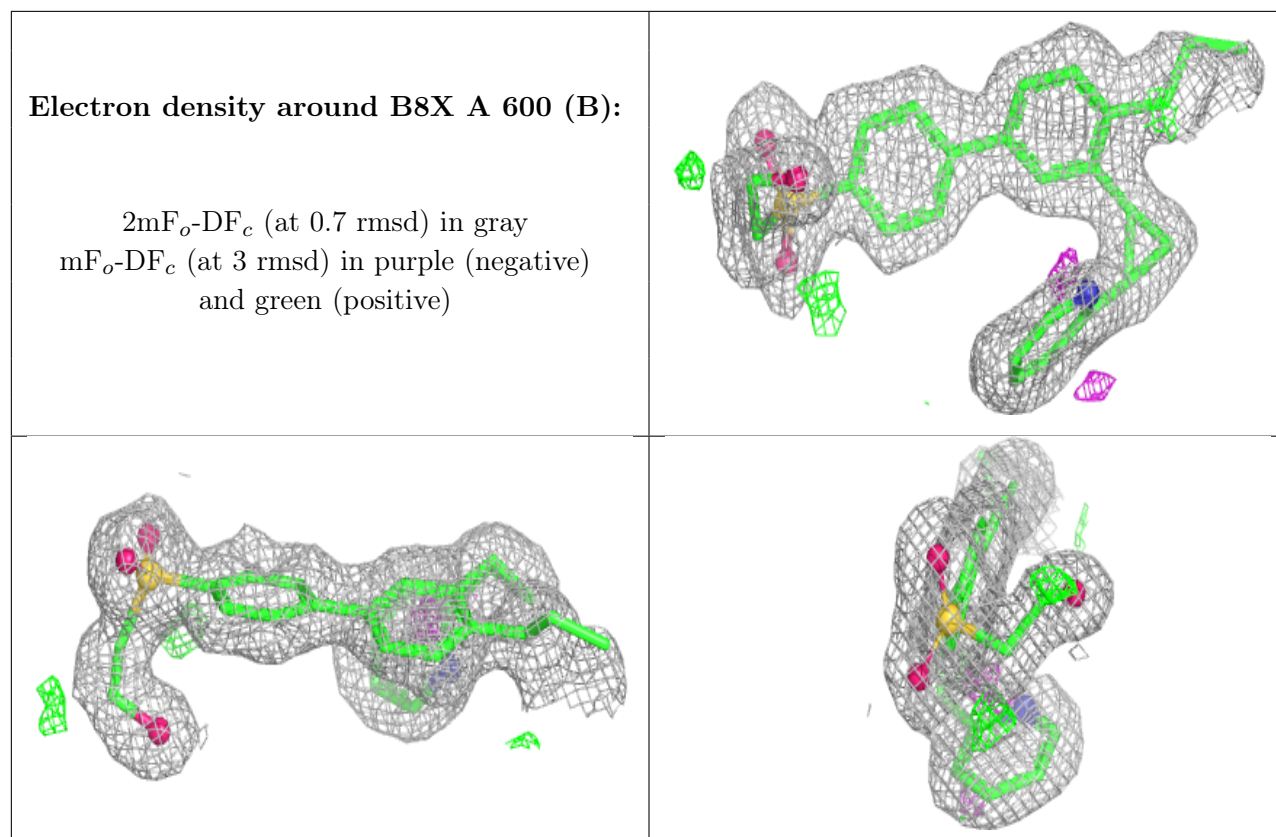 Electron density around B8X A 600 (B):
2mFo-DFc (at 0.7 rmsd) in gray
mFo-DFc (at 3 rmsd) in purple (negative)
and green (positive)